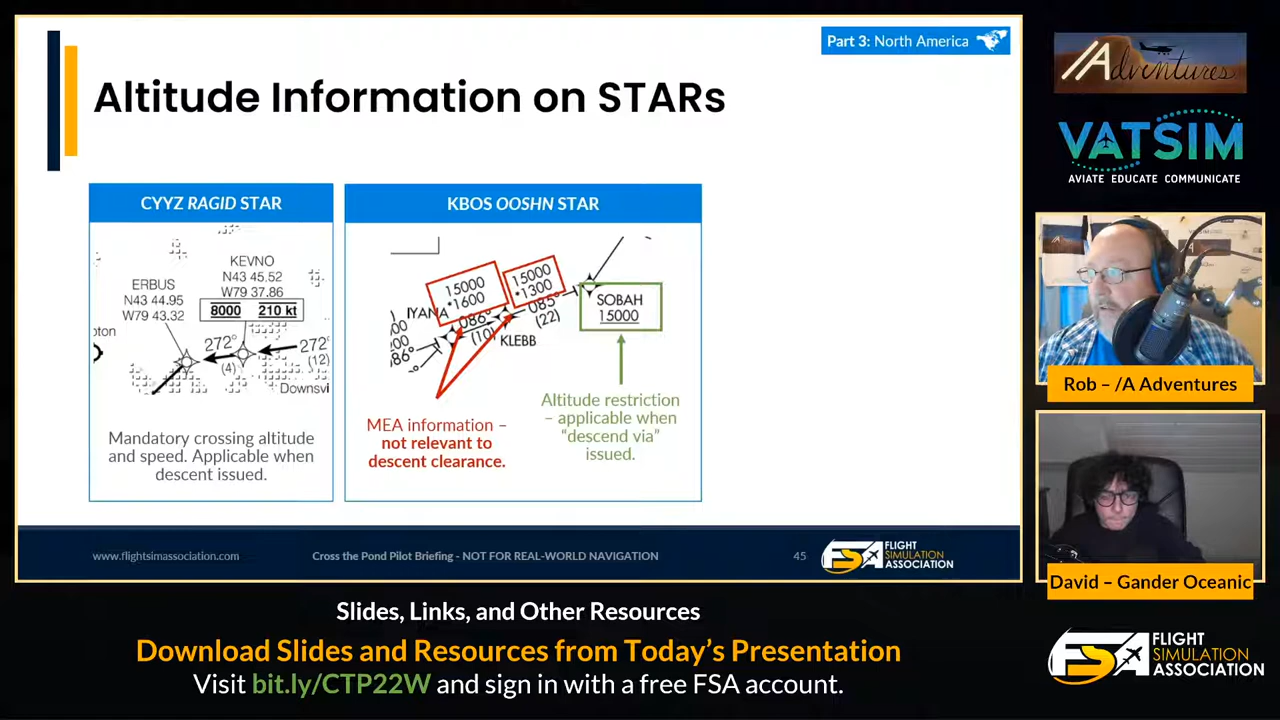 Part 3: North America
Altitude Information on STARs
CYYZ RAGID STAR
KEVNO
N43 45.52
W79 37.86
8000 210 kt
ERBUS
N43 44.95
W79 43.32
272°
(4)
272°
(12)
Downsvi
Mandatory crossing altitude
and speed. Applicable when
descent issued.
KBOS OOSHN STAR
15000
*1600
15000
*1300
IYANA
086°
(10)
085°
(22)
KLEBB
SOBAH
15000
MEA information –
not relevant to
descent clearance.
Altitude restriction
– applicable when
“descend via”
issued.
www.flightsimassociation.com
Cross the Pond Pilot Briefing - NOT FOR REAL-WORLD NAVIGATION
45
FSA FLIGHT
SIMULATION
ASSOCIATION
/Adventures
VATSIM
AVIATE EDUCATE COMMUNICATE
Rob – /A Adventures
David – Gander Oceanic
Slides, Links, and Other Resources
Download Slides and Resources from Today’s Presentation
Visit bit.ly/CTP22W and sign in with a free FSA account.
FSA FLIGHT
SIMULATION
ASSOCIATION